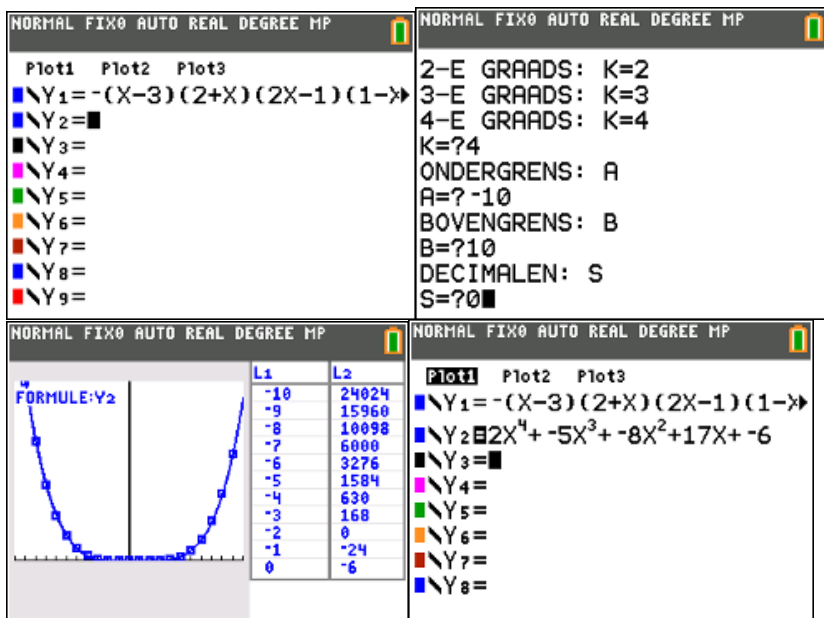 NORMAL FIX0 AUTO REAL DEGREE MP
Plot1 Plot2 Plot3
\Y₁=⁻(X-3)(2+X)(2X-1)(1-X
\Y₂=
\Y₃=
\Y₄=
\Y₅=
\Y₆=
\Y₇=
\Y₈=
\Y₉=
NORMAL FIX0 AUTO REAL DEGREE MP
2-E GRAADS: K=2
3-E GRAADS: K=3
4-E GRAADS: K=4
K=?4
ONDERGRENS: A
A=?⁻10
BOVENGRENS: B
B=?10
DECIMALEN: S
S=?0
NORMAL FIX0 AUTO REAL DEGREE MP
FORMULE:Y₂
L₁ L₂
⁻10 24024
⁻9 15960
⁻8 10098
⁻7 6000
⁻6 3276
⁻5 1584
⁻4 630
⁻3 168
⁻2 0
⁻1 ⁻24
0 ⁻6
NORMAL FIX0 AUTO REAL DEGREE MP
Plot1 Plot2 Plot3
\Y₁=⁻(X-3)(2+X)(2X-1)(1-X
\Y₂=2X⁴+⁻5X³+⁻8X²+17X+⁻6
\Y₃=
\Y₄=
\Y₅=
\Y₆=
\Y₇=
\Y₈=